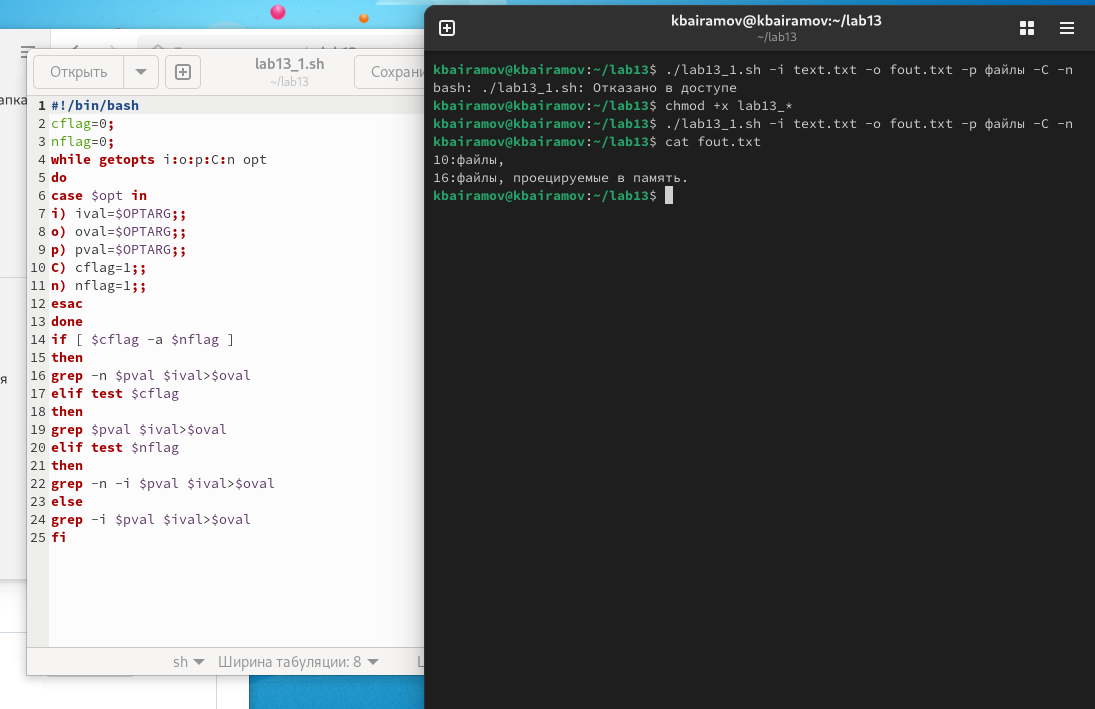 Открыть
lab13_1.sh
~/lab13
1 #!/bin/bash
2 cflag=0;
3 nflag=0;
4 while getopts i:o:p:C:n opt
5 do
6 case $opt in
7 i) ival=$OPTARG;;
8 o) oval=$OPTARG;;
9 p) pval=$OPTARG;;
10 C) cflag=1;;
11 n) nflag=1;;
12 esac
13 done
14 if [ $cflag -a $nflag ]
15 then
16 grep -n $pval $ival>$oval
17 elif test $cflag
18 then
19 grep $pval $ival>$oval
20 elif test $nflag
21 then
22 grep -n -i $pval $ival>$oval
23 else
24 grep -i $pval $ival>$oval
25 fi
sh
Ширина табуляции: 8
kbairamov@kbairamov:~/lab13
~/lab13
kbairamov@kbairamov:~/lab13$ ./lab13_1.sh -i text.txt -o fout.txt -p файлы -C -n
bash: ./lab13_1.sh: Отказано в доступе
kbairamov@kbairamov:~/lab13$ chmod +x lab13_*
kbairamov@kbairamov:~/lab13$ ./lab13_1.sh -i text.txt -o fout.txt -p файлы -C -n
kbairamov@kbairamov:~/lab13$ cat fout.txt
10:файлы,
16:файлы, проецируемые в память.
kbairamov@kbairamov:~/lab13$